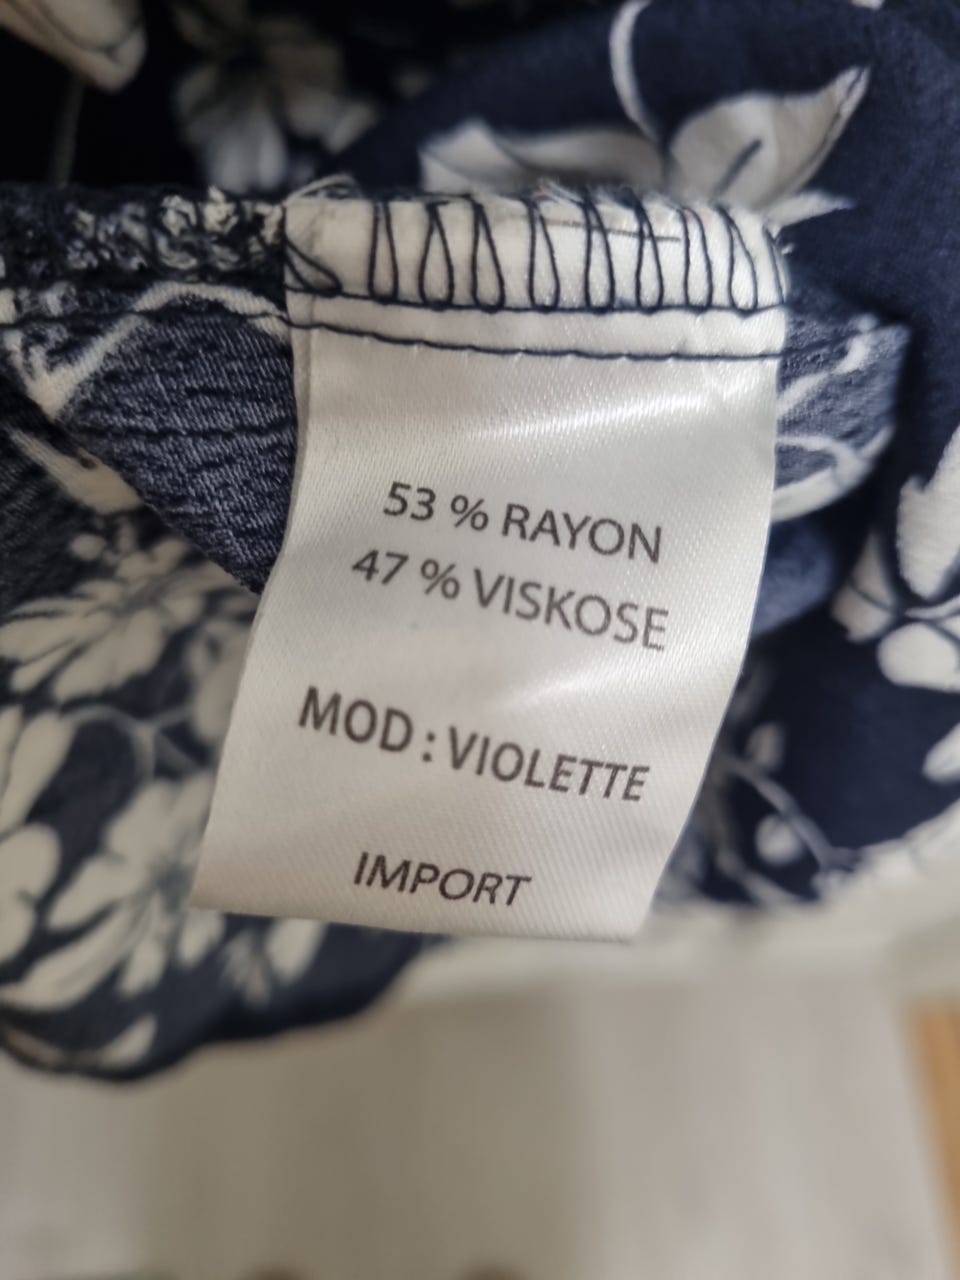 53 % RAYON
47 % VISKOSE
MOD : VIOLETTE
IMPORT